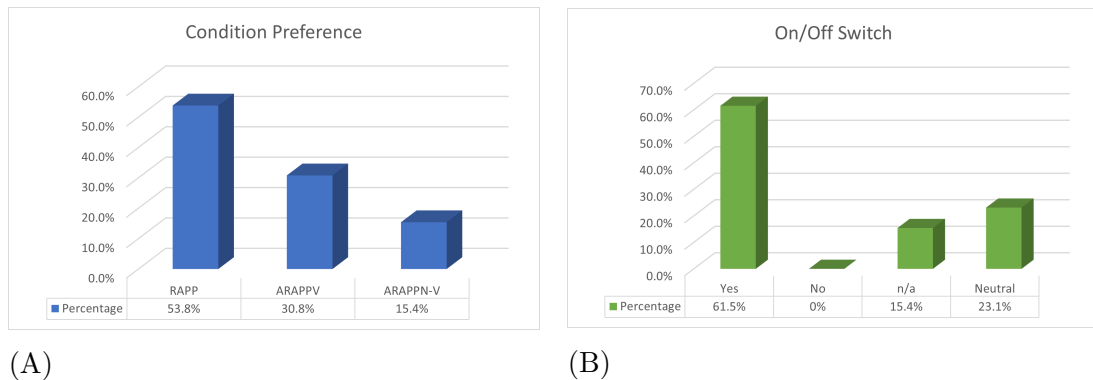 Condition Preference
60.0%
50.0%
40.0%
30.0%
20.0%
10.0%
0.0%
RAPP ARAPPV ARAPPN-V
Percentage 53.8% 30.8% 15.4%
(A)
On/Off Switch
70.0%
60.0%
50.0%
40.0%
30.0%
20.0%
10.0%
0.0%
Yes No n/a Neutral
Percentage 61.5% 0% 15.4% 23.1%
(B)